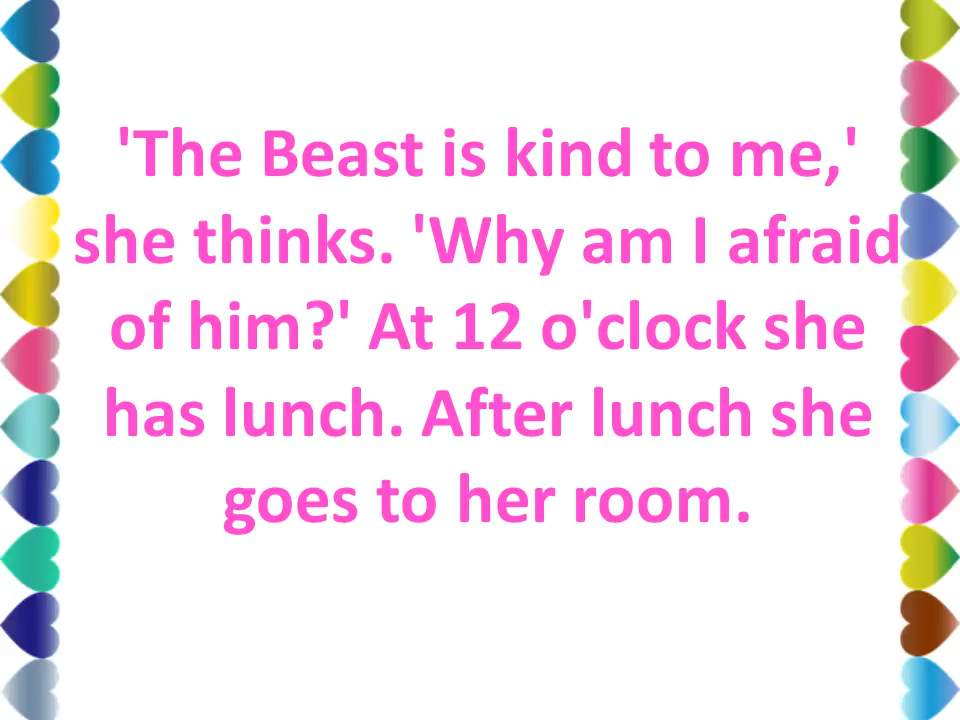 'The Beast is kind to me,'
she thinks. 'Why am I afraid
of him?' At 12 o'clock she
has lunch. After lunch she
goes to her room.